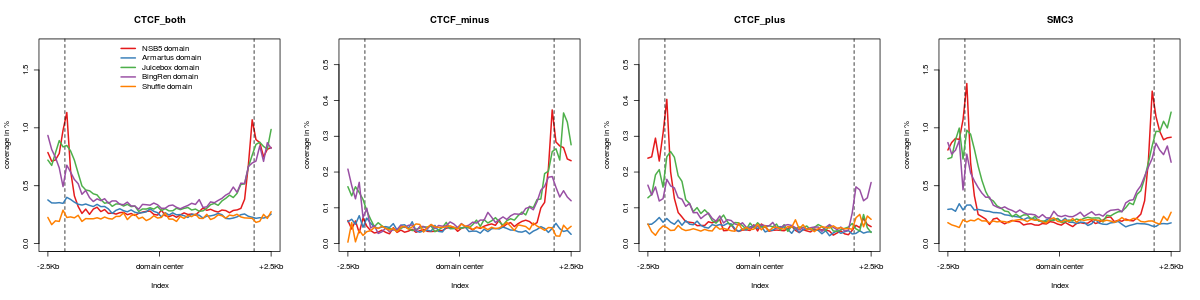 CTCF_both
NSB5 domain
Armartus domain
Juicebox domain
BingRen domain
Shuffle domain
coverage in %
0.0
0.5
1.0
1.5
−2.5Kb
domain center
+2.5Kb
Index
CTCF_minus
coverage in %
0.0
0.1
0.2
0.3
0.4
0.5
−2.5Kb
domain center
+2.5Kb
Index
CTCF_plus
coverage in %
0.0
0.1
0.2
0.3
0.4
0.5
−2.5Kb
domain center
+2.5Kb
Index
SMC3
coverage in %
0.0
0.5
1.0
1.5
−2.5Kb
domain center
+2.5Kb
Index